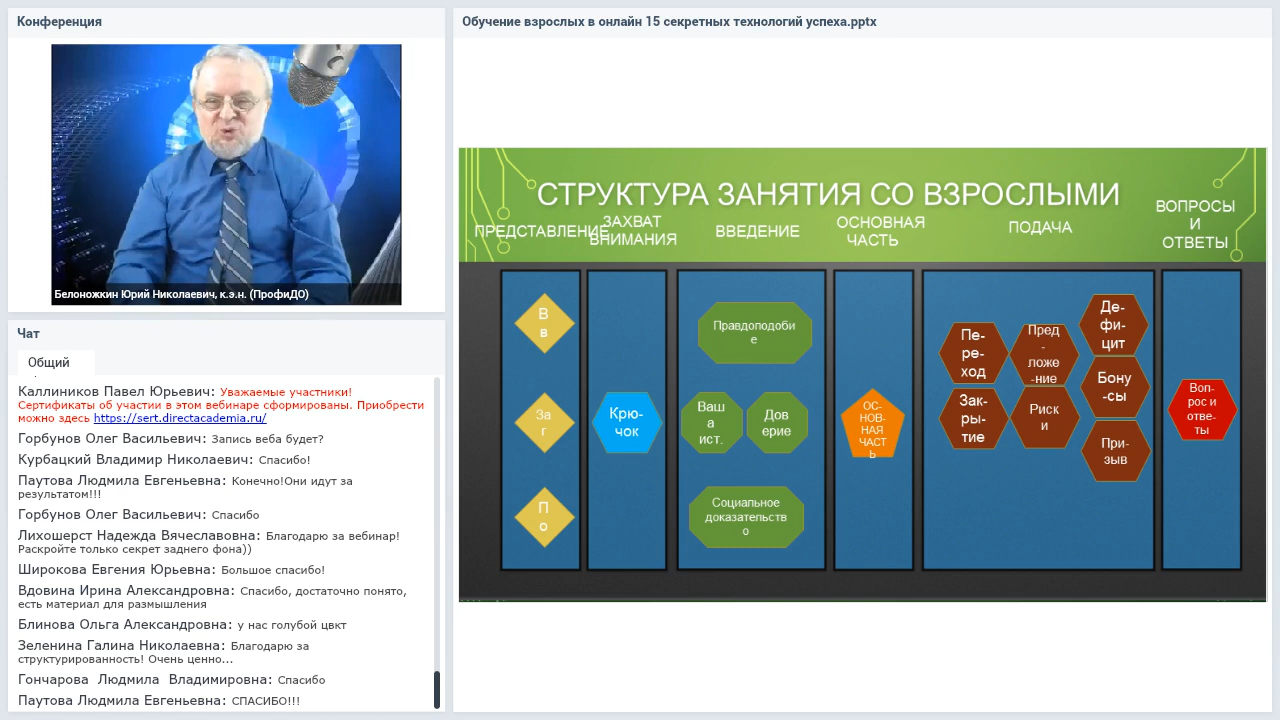 Конференция
Белоножкин Юрий Николаевич, к.э.н. (ПрофиДО)
Чат
Общий
Каллиников Павел Юрьевич: Уважаемые участники!
Сертификаты об участии в этом вебинаре сформированы. Приобрести
можно здесь https://sert.directacademia.ru/
Горбунов Олег Васильевич: Запись веба будет?
Курбацкий Владимир Николаевич: Спасибо!
Паутова Людмила Евгеньевна: Конечно!Они идут за
результатом!!!
Горбунов Олег Васильевич: Спасибо
Лихошерст Надежда Вячеславовна: Благодарю за вебинар!
Раскройте только секрет заднего фона))
Широкова Евгения Юрьевна: Большое спасибо!
Вдовина Ирина Александровна: Спасибо, достаточно понято,
есть материал для размышления
Блинова Ольга Александровна: у нас голубой цвкт
Зеленина Галина Николаевна: Благодарю за
структурированность! Очень ценно...
Гончарова Людмила Владимировна: Спасибо
Паутова Людмила Евгеньевна: СПАСИБО!!!
Обучение взрослых в онлайн 15 секретных технологий успеха.pptx
СТРУКТУРА ЗАНЯТИЯ СО ВЗРОСЛЫМИ
ПРЕДСТАВЛЕНИЕ
ЗАХВАТ
ВНИМАНИЯ
ВВЕДЕНИЕ
ОСНОВНАЯ
ЧАСТЬ
ПОДАЧА
ВОПРОСЫ
И
ОТВЕТЫ
В
в
За
г
П
о
Крю-
чок
Правдоподоби
е
Ваш
а
ист.
Дов
ерие
Социальное
доказательств
о
ОС-
НОВ-
НАЯ
ЧАСТ
Ь
Пе-
ре-
ход
Зак-
ры-
тие
Пред
-
ложе
-ние
Риск
и
Де-
фи-
цит
Бону
-сы
При-
зыв
Воп-
рос и
отве-
ты